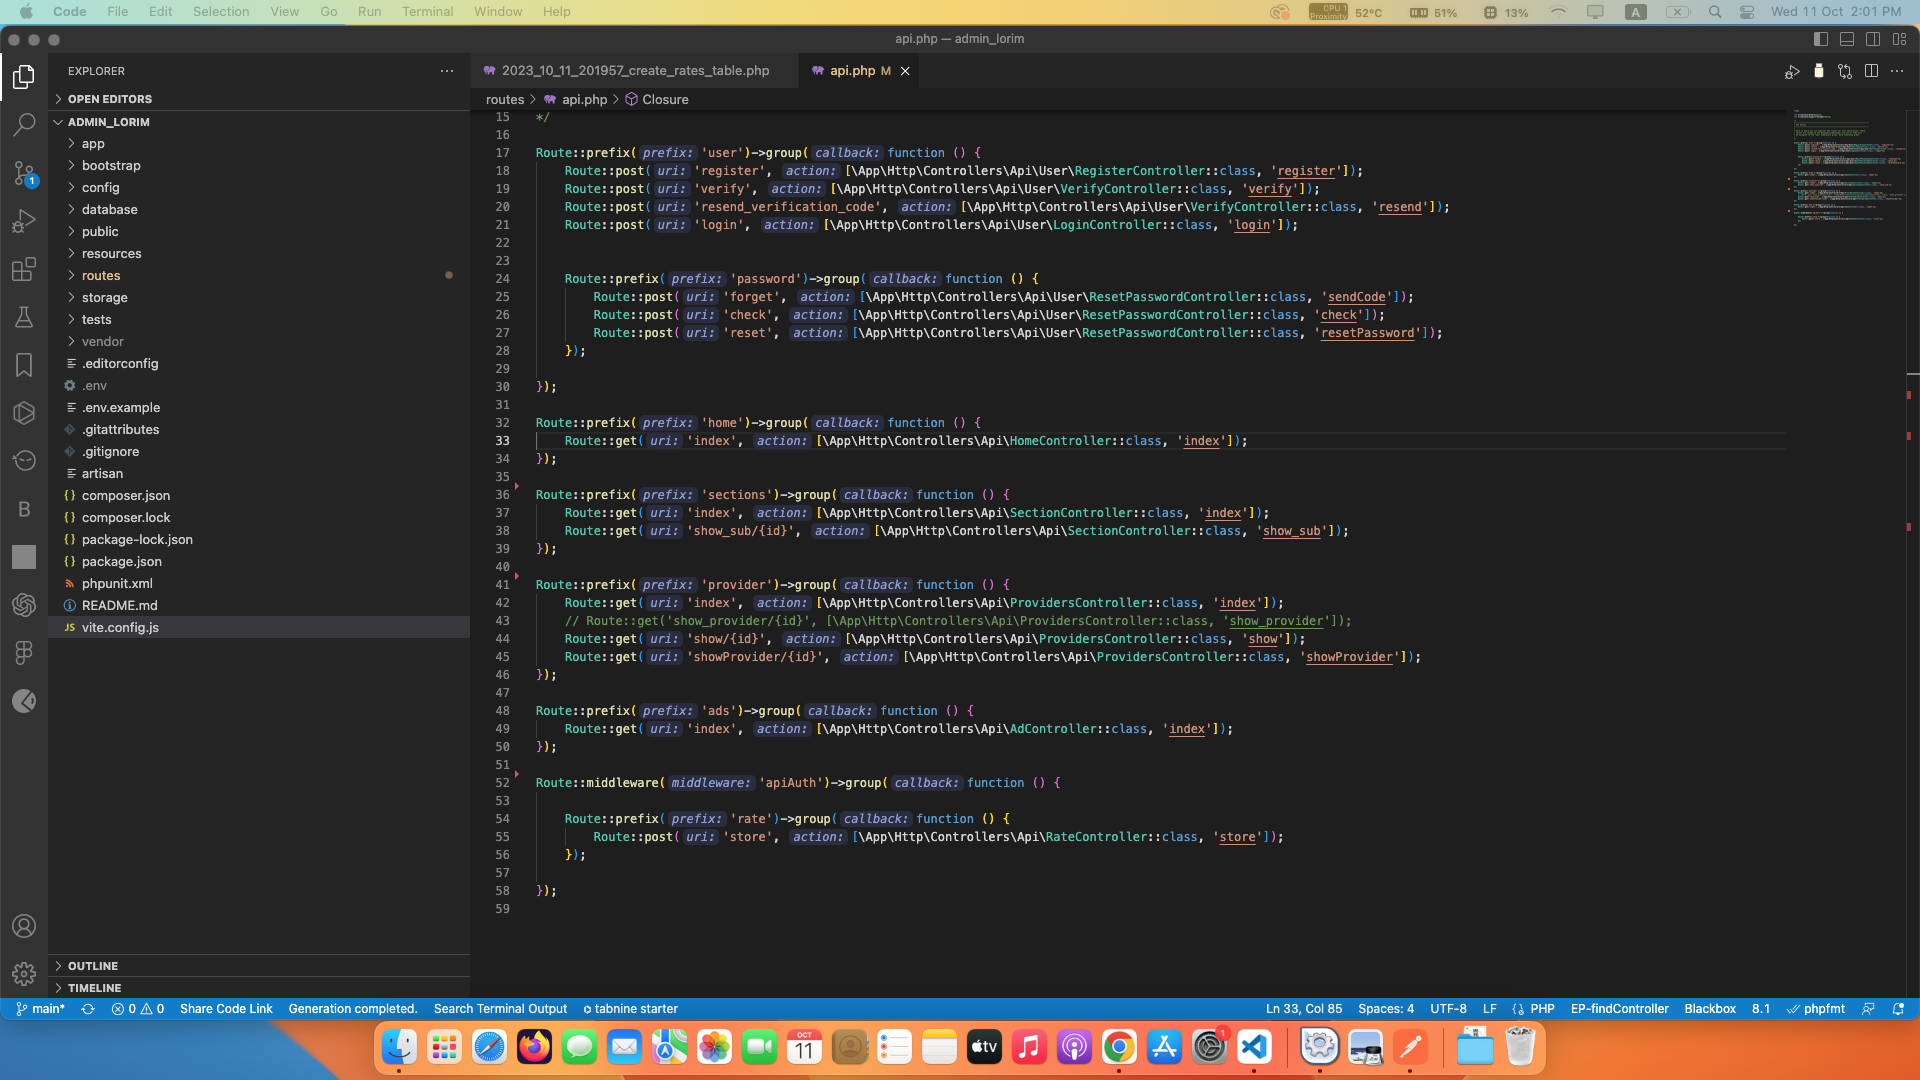 Code File Edit Selection View Go Run Terminal Window Help
CPU 1 Proximity 52°C 51% 13% A Wed 11 Oct 2:01 PM
api.php — admin_lorim
EXPLORER
OPEN EDITORS
ADMIN_LORIM
app
bootstrap
config
database
public
resources
routes
storage
tests
vendor
.editorconfig
.env
.env.example
.gitattributes
.gitignore
artisan
{} composer.json
{} composer.lock
{} package-lock.json
{} package.json
phpunit.xml
README.md
JS vite.config.js
OUTLINE
TIMELINE
1
B
2023_10_11_201957_create_rates_table.php
api.php M
routes > api.php > Closure
15 */
16
17 Route::prefix( prefix: 'user')->group( callback: function () {
18 Route::post( uri: 'register', action: [\App\Http\Controllers\Api\User\RegisterController::class, 'register']);
19 Route::post( uri: 'verify', action: [\App\Http\Controllers\Api\User\VerifyController::class, 'verify']);
20 Route::post( uri: 'resend_verification_code', action: [\App\Http\Controllers\Api\User\VerifyController::class, 'resend']);
21 Route::post( uri: 'login', action: [\App\Http\Controllers\Api\User\LoginController::class, 'login']);
22
23
24 Route::prefix( prefix: 'password')->group( callback: function () {
25 Route::post( uri: 'forget', action: [\App\Http\Controllers\Api\User\ResetPasswordController::class, 'sendCode']);
26 Route::post( uri: 'check', action: [\App\Http\Controllers\Api\User\ResetPasswordController::class, 'check']);
27 Route::post( uri: 'reset', action: [\App\Http\Controllers\Api\User\ResetPasswordController::class, 'resetPassword']);
28 });
29
30 });
31
32 Route::prefix( prefix: 'home')->group( callback: function () {
33 Route::get( uri: 'index', action: [\App\Http\Controllers\Api\HomeController::class, 'index']);
34 });
35
36 Route::prefix( prefix: 'sections')->group( callback: function () {
37 Route::get( uri: 'index', action: [\App\Http\Controllers\Api\SectionController::class, 'index']);
38 Route::get( uri: 'show_sub/{id}', action: [\App\Http\Controllers\Api\SectionController::class, 'show_sub']);
39 });
40
41 Route::prefix( prefix: 'provider')->group( callback: function () {
42 Route::get( uri: 'index', action: [\App\Http\Controllers\Api\ProvidersController::class, 'index']);
43 // Route::get('show_provider/{id}', [\App\Http\Controllers\Api\ProvidersController::class, 'show_provider']);
44 Route::get( uri: 'show/{id}', action: [\App\Http\Controllers\Api\ProvidersController::class, 'show']);
45 Route::get( uri: 'showProvider/{id}', action: [\App\Http\Controllers\Api\ProvidersController::class, 'showProvider']);
46 });
47
48 Route::prefix( prefix: 'ads')->group( callback: function () {
49 Route::get( uri: 'index', action: [\App\Http\Controllers\Api\AdController::class, 'index']);
50 });
51
52 Route::middleware( middleware: 'apiAuth')->group( callback: function () {
53
54 Route::prefix( prefix: 'rate')->group( callback: function () {
55 Route::post( uri: 'store', action: [\App\Http\Controllers\Api\RateController::class, 'store']);
56 });
57
58 });
59
main* 0 0 Share Code Link Generation completed. Search Terminal Output tabnine starter Ln 33, Col 85 Spaces: 4 UTF-8 LF {} PHP EP-findController Blackbox 8.1 phpfmt
OCT
11
tv
1